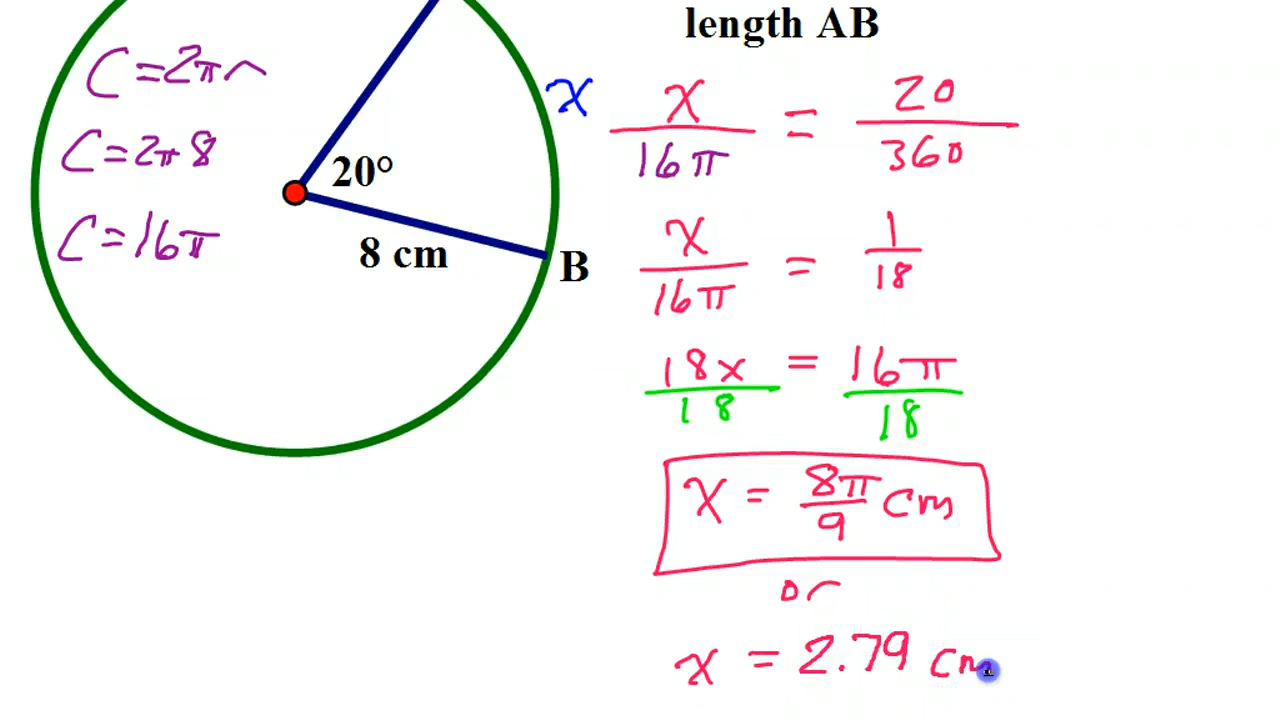 length AB
C = 2πr
C = 2π8
C = 16π
20°
8 cm
B
x
x/16π = 20/360
x/16π = 1/18
18x/18 = 16π/18
x = 8π/9 cm
or
x = 2.79 cm